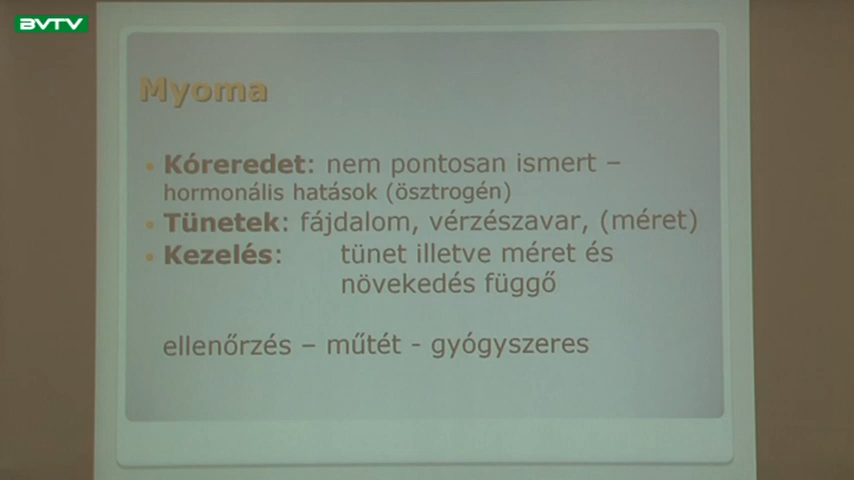 BVTV
Myoma
• Kóreredet: nem pontosan ismert –
hormonális hatások (ösztrogén)
• Tünetek: fájdalom, vérzészavar, (méret)
• Kezelés: tünet illetve méret és
növekedés függő
ellenőrzés – műtét - gyógyszeres